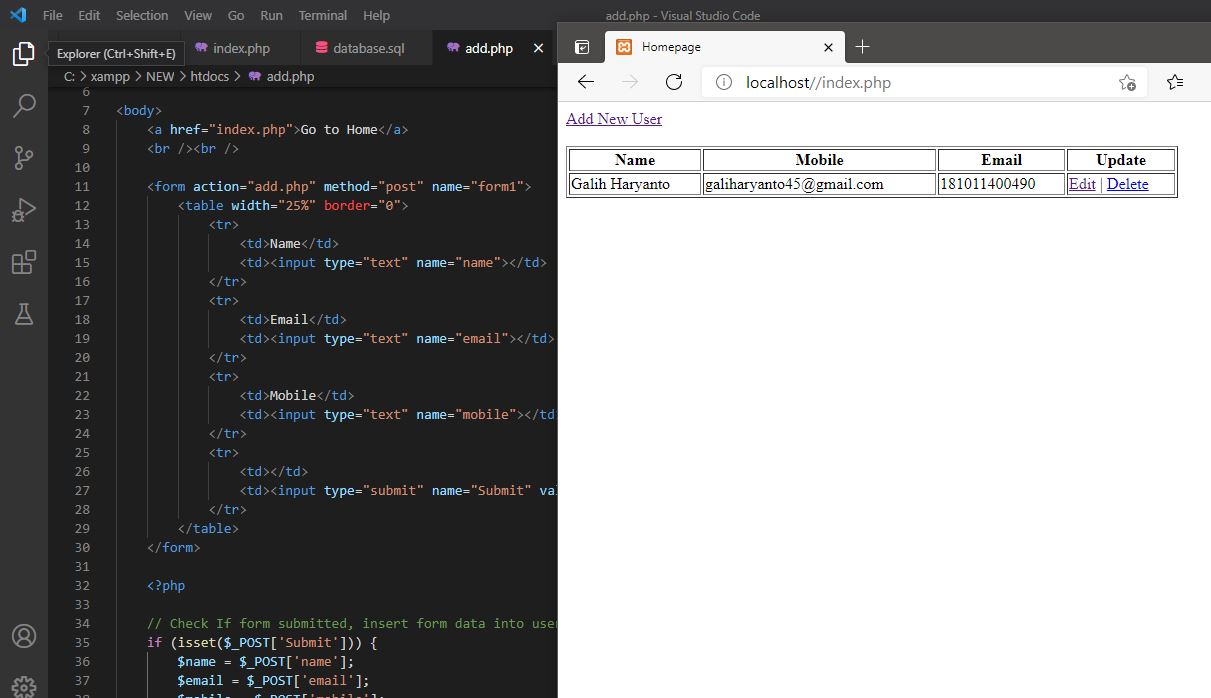 File Edit Selection View Go Run Terminal Help add.php - Visual Studio Code
Explorer (Ctrl+Shift+E) index.php database.sql add.php
C: > xampp > NEW > htdocs > add.php
6
7 <body>
8 <a href="index.php">Go to Home</a>
9 <br /><br />
10
11 <form action="add.php" method="post" name="form1">
12 <table width="25%" border="0">
13 <tr>
14 <td>Name</td>
15 <td><input type="text" name="name"></td>
16 </tr>
17 <tr>
18 <td>Email</td>
19 <td><input type="text" name="email"></td>
20 </tr>
21 <tr>
22 <td>Mobile</td>
23 <td><input type="text" name="mobile"></td
24 </tr>
25 <tr>
26 <td></td>
27 <td><input type="submit" name="Submit" val
28 </tr>
29 </table>
30 </form>
31
32 <?php
33
34 // Check If form submitted, insert form data into user
35 if (isset($_POST['Submit'])) {
36 $name = $_POST['name'];
37 $email = $_POST['email'];
38 $mobile = $_POST['mobile'];
Homepage
localhost//index.php
Add New User
Name Mobile Email Update
Galih Haryanto galiharyanto45@gmail.com 181011400490 Edit | Delete